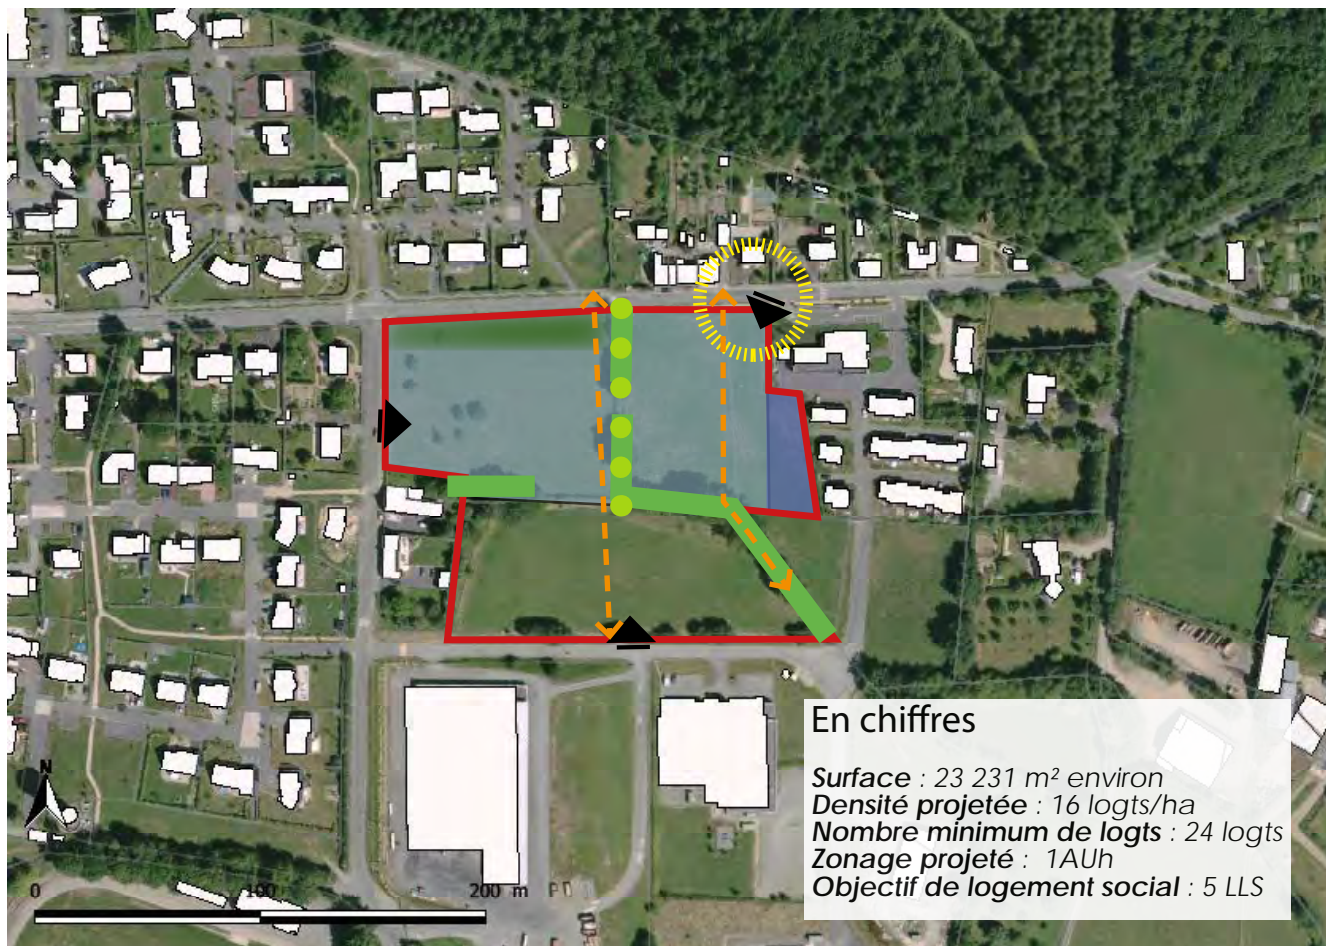 En chiffres
Surface : 23 231 m² environ
Densité projetée : 16 logts/ha
Nombre minimum de logts : 24 logts
Zonage projeté : 1AUh
Objectif de logement social : 5 LLS
N
0 100 200 m P